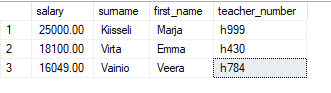 salary surname first_name teacher_number
1 25000.00 Kiisseli Marja h999
2 18100.00 Virta Emma h430
3 16049.00 Vainio Veera h784